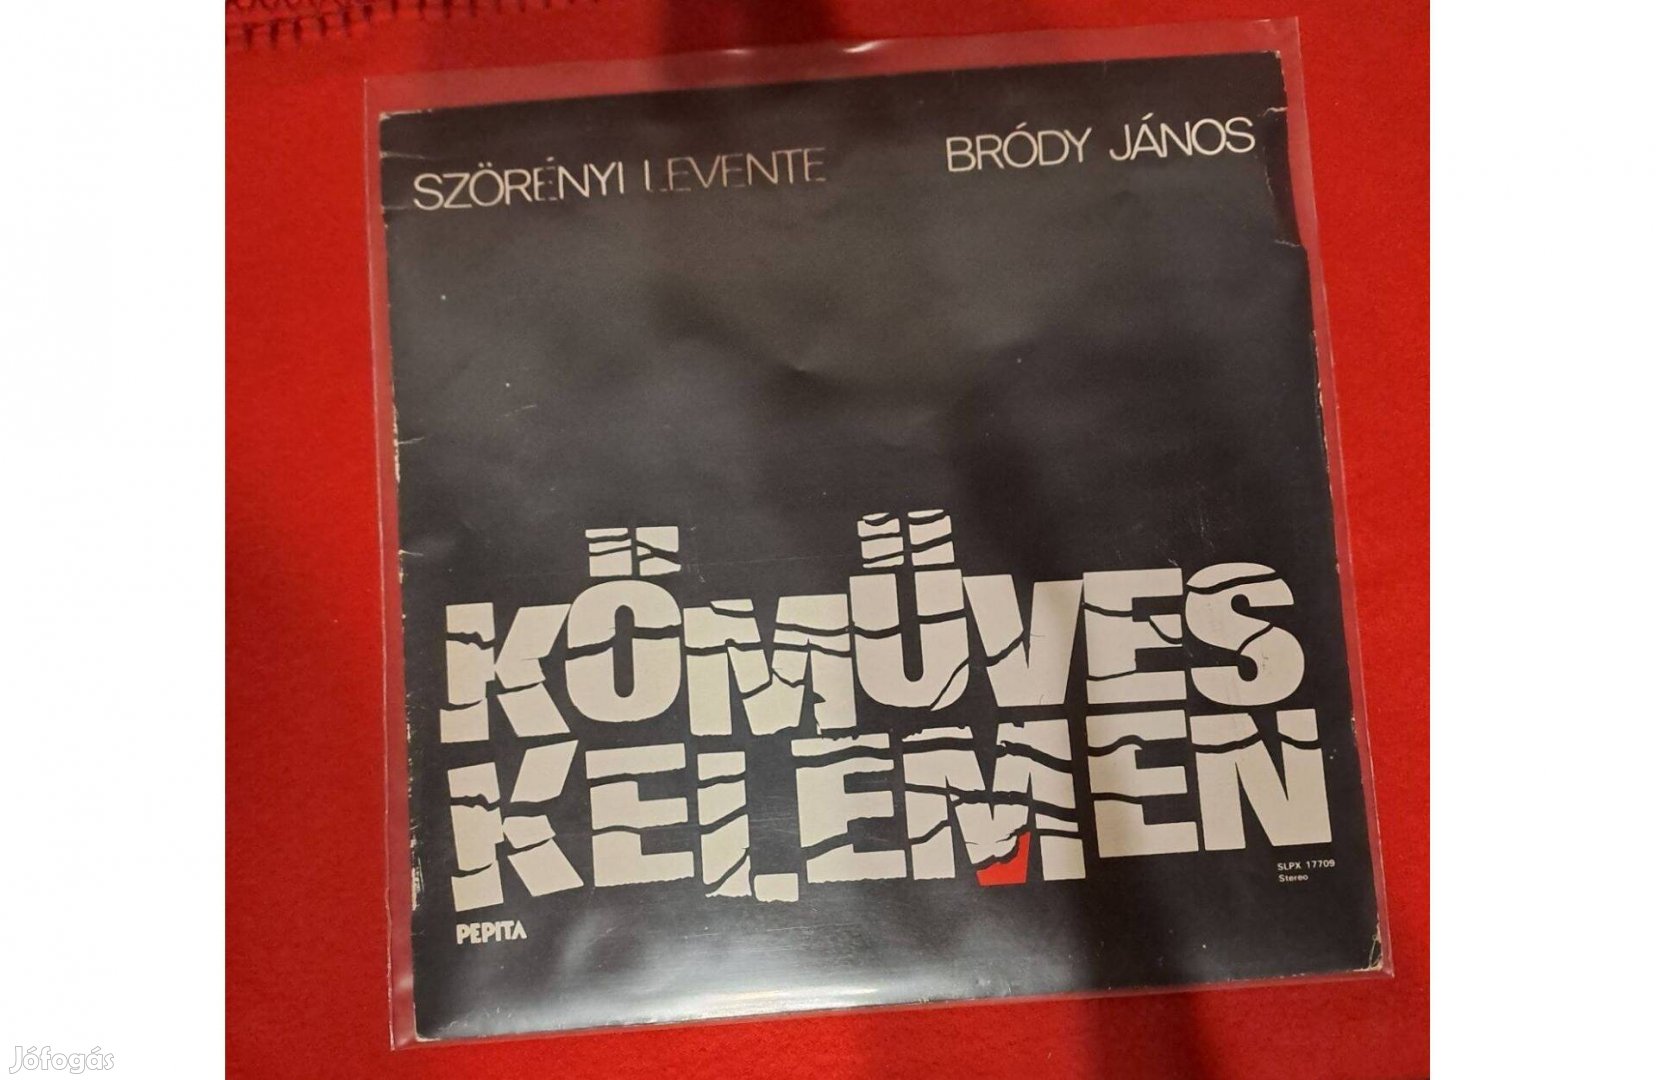 SZÖRÉNYI LEVENTE BRÓDY JÁNOS
KŐMŰVES
KELEMEN
SLPX 17709
Stereo
PEPITA
Jófogás